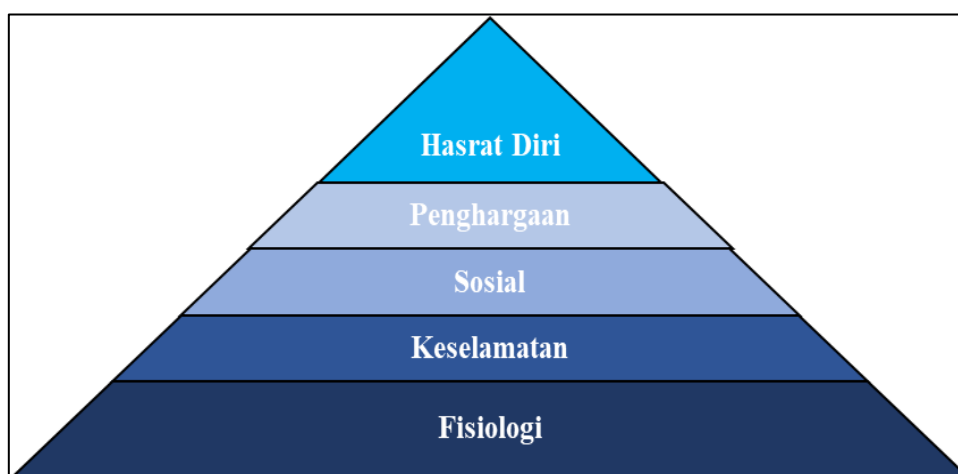 Hasrat Diri
Penghargaan
Sosial
Keselamatan
Fisiologi